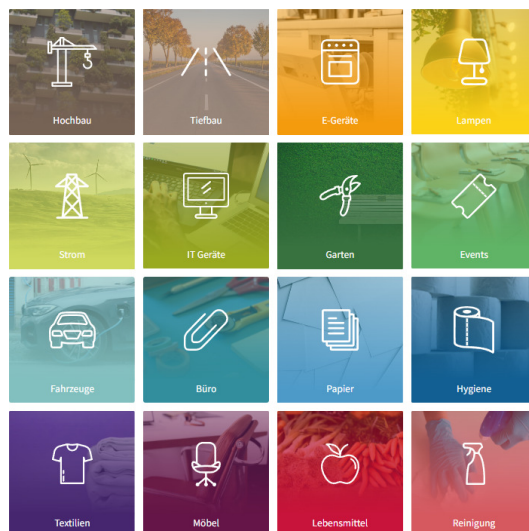 Hochbau
Tiefbau
E-Geräte
Lampen
Strom
IT Geräte
Garten
Events
Fahrzeuge
Büro
Papier
Hygiene
Textilien
Möbel
Lebensmittel
Reinigung